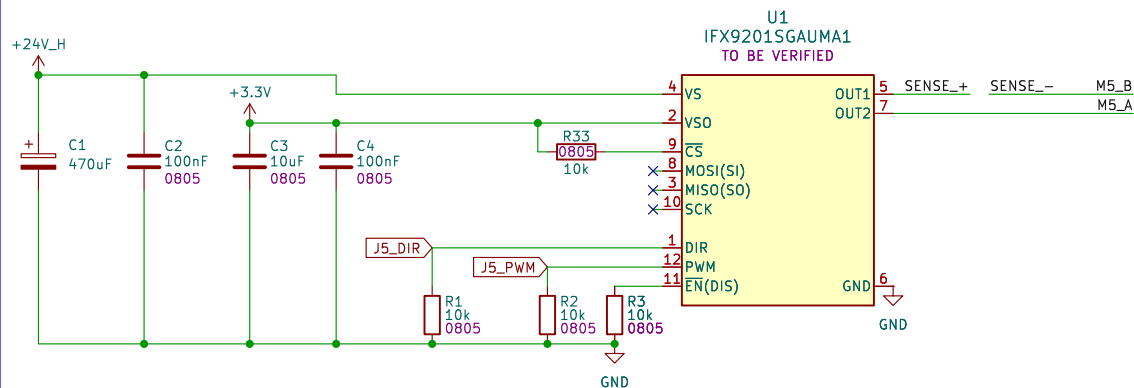 U1
IFX9201SGAUMA1
TO BE VERIFIED
+24V_H
+3.3V
+
C1
470uF
C2
100nF
0805
C3
10uF
0805
C4
100nF
0805
R33
0805
10k
4
VS
2
VSO
9
CS
8
MOSI(SI)
3
MISO(SO)
10
SCK
1
DIR
12
PWM
11
EN(DIS)
OUT1
5
OUT2
7
GND
6
SENSE_+
SENSE_-
M5_B
M5_A
J5_DIR
J5_PWM
R1
10k
0805
R2
10k
0805
R3
10k
0805
GND
GND